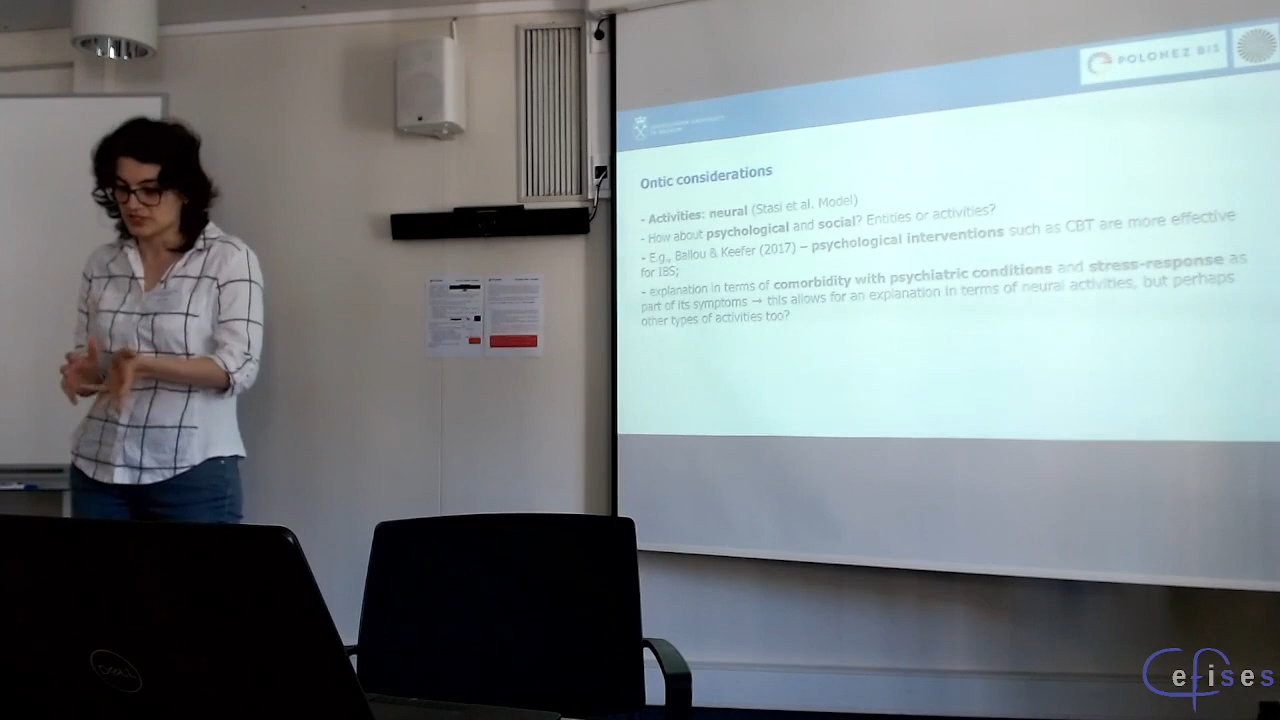 POLONEZ BIS
Ontic considerations
- Activities: neural (Stasi et al. Model)
- How about psychological and social? Entities or activities?
- E.g., Ballou & Keefer (2017) – psychological interventions such as CBT are more effective
for IBS;
- explanation in terms of comorbidity with psychiatric conditions and stress-response as
part of its symptoms → this allows for an explanation in terms of neural activities, but perhaps
other types of activities too?
DELL
Cefises